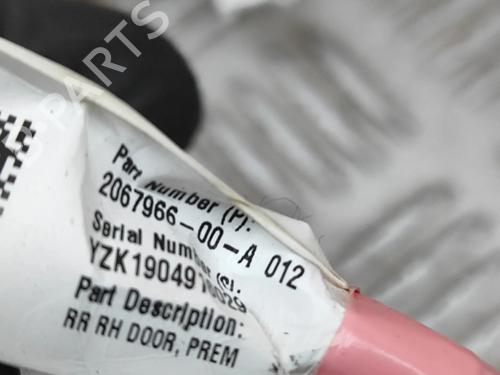 PARTS
Part Number (P):
2067966-00-A 012
Serial Number
Part Description:
RR RH DOOR, PREM